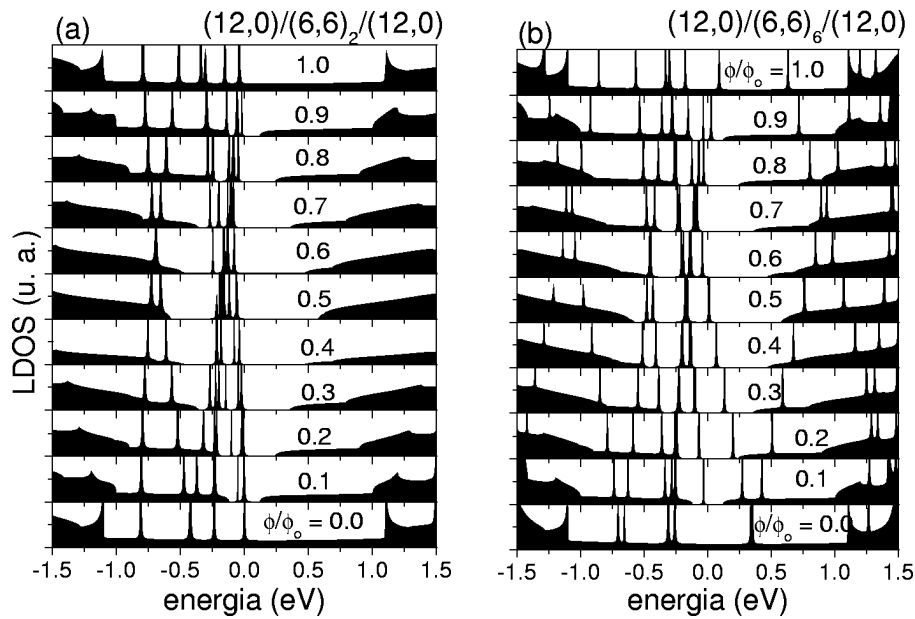 (a) (12,0)/(6,6)₂/(12,0)
1.0
0.9
0.8
0.7
0.6
0.5
0.4
0.3
0.2
0.1
ϕ/ϕₒ = 0.0
LDOS (u. a.)
-1.5 -1.0 -0.5 0.0 0.5 1.0 1.5
energia (eV)
(b) (12,0)/(6,6)₆/(12,0)
ϕ/ϕₒ = 1.0
0.9
0.8
0.7
0.6
0.5
0.4
0.3
0.2
0.1
ϕ/ϕₒ = 0.0
-1.5 -1.0 -0.5 0.0 0.5 1.0 1.5
energia (eV)